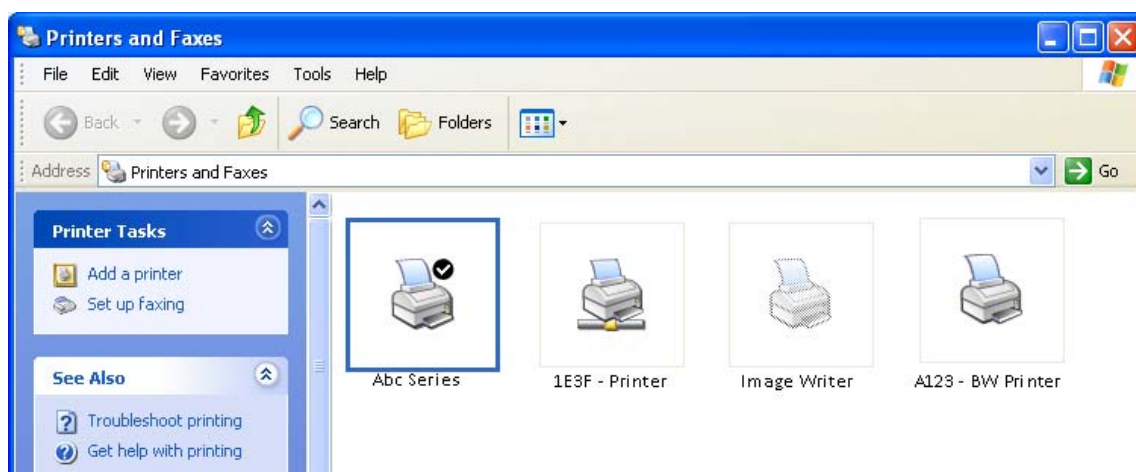 Printers and Faxes
File Edit View Favorites Tools Help
Back Search Folders
Address Printers and Faxes Go
Printer Tasks
Add a printer
Set up faxing
See Also
Troubleshoot printing
Get help with printing
Abc Series 1E3F - Printer Image Writer A123 - BW Printer